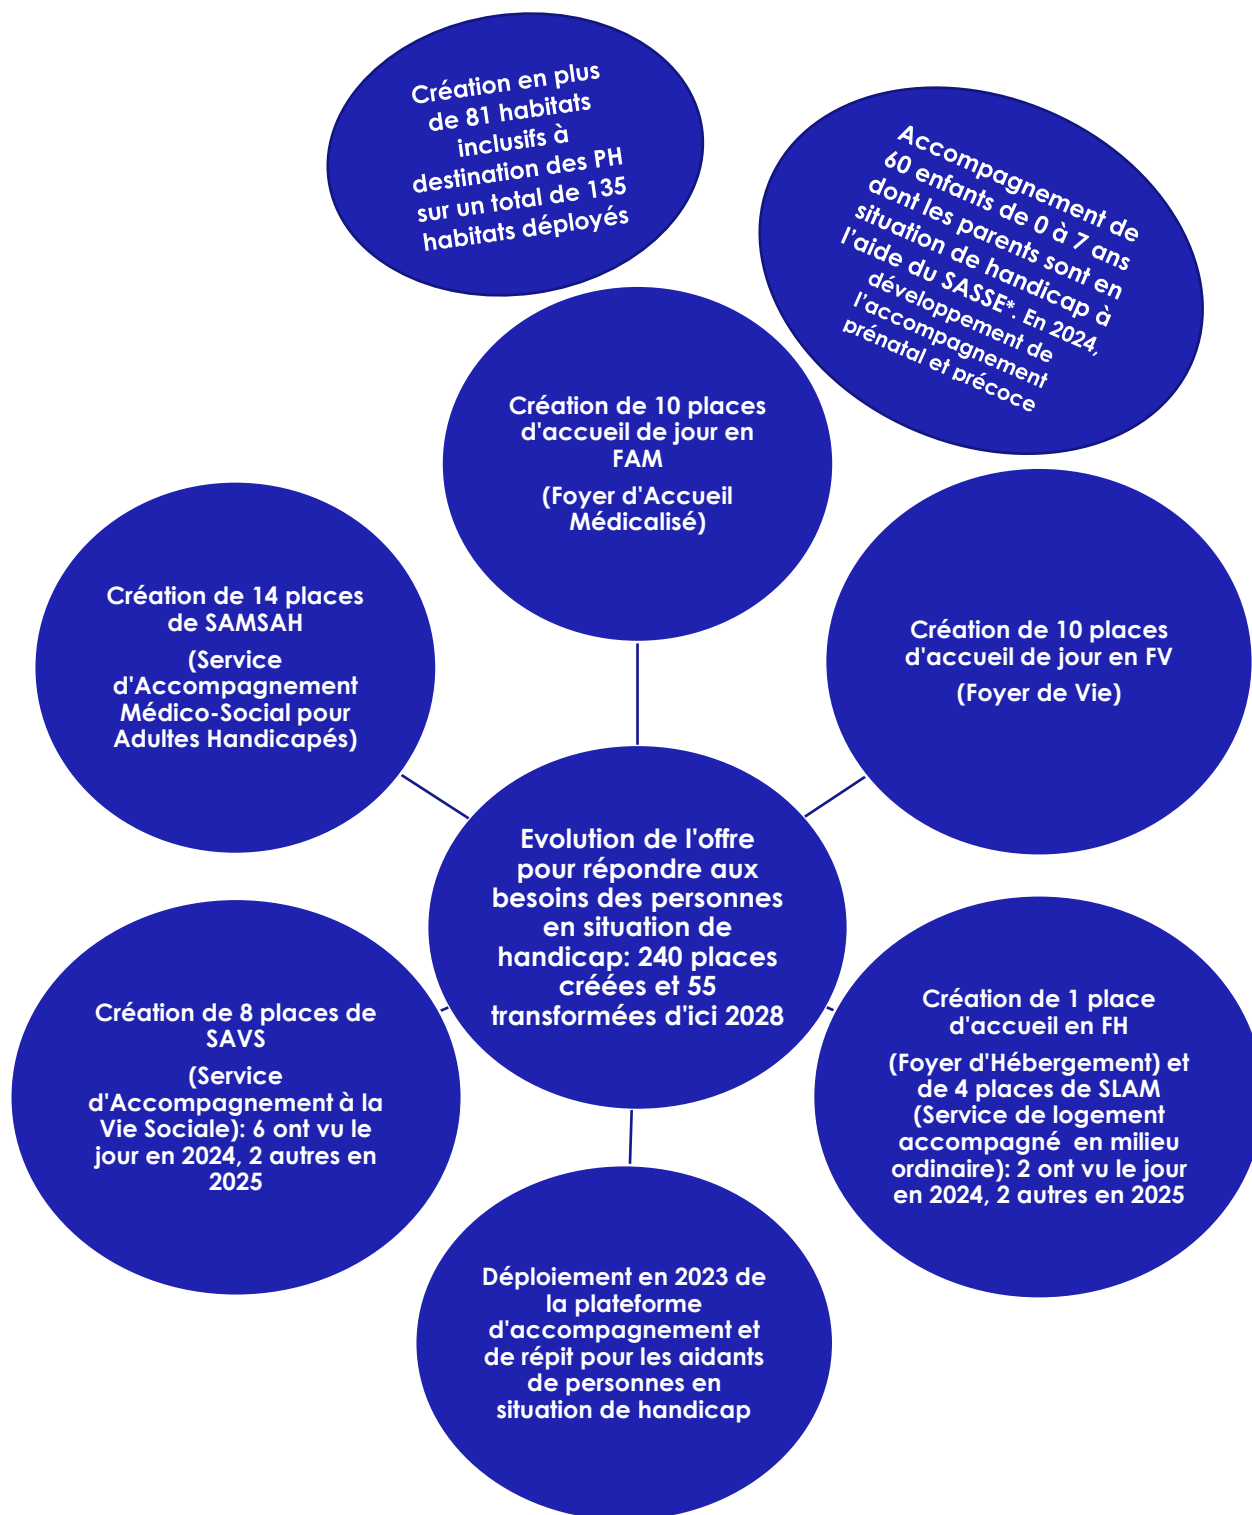 Création en plus
de 81 habitats
inclusifs à
destination des PH
sur un total de 135
habitats déployés
Accompagnement de
60 enfants de 0 à 7 ans
dont les parents sont en
situation de handicap à
l’aide du SASSE*. En 2024,
développement de
l’accompagnement
prénatal et précoce
Création de 10 places
d'accueil de jour en
FAM
(Foyer d'Accueil
Médicalisé)
Création de 14 places
de SAMSAH
(Service
d'Accompagnement
Médico-Social pour
Adultes Handicapés)
Création de 10 places
d'accueil de jour en FV
(Foyer de Vie)
Evolution de l'offre
pour répondre aux
besoins des personnes
en situation de
handicap: 240 places
créées et 55
transformées d'ici 2028
Création de 8 places de
SAVS
(Service
d'Accompagnement à la
Vie Sociale): 6 ont vu le
jour en 2024, 2 autres en
2025
Création de 1 place
d'accueil en FH
(Foyer d'Hébergement) et
de 4 places de SLAM
(Service de logement
accompagné en milieu
ordinaire): 2 ont vu le jour
en 2024, 2 autres en 2025
Déploiement en 2023 de
la plateforme
d'accompagnement et
de répit pour les aidants
de personnes en
situation de handicap